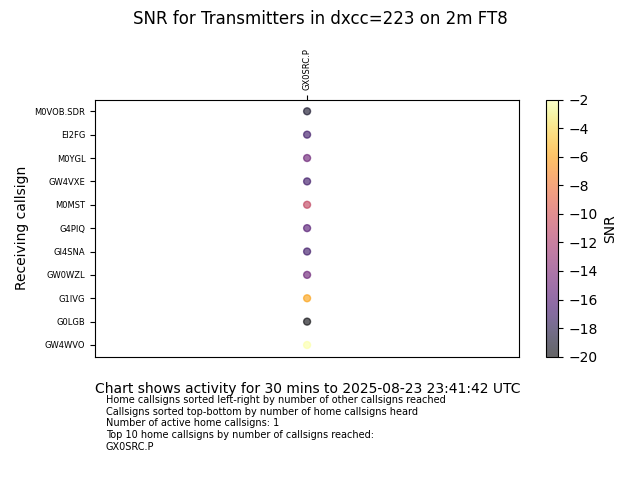 SNR for Transmitters in dxcc=223 on 2m FT8
GX0SRC.P
M0VOB.SDR
EI2FG
M0YGL
GW4VXE
M0MST
G4PIQ
GI4SNA
GW0WZL
G1IVG
G0LGB
GW4WVO
Receiving callsign
−2
−4
−6
−8
−10
−12
−14
−16
−18
−20
SNR
Chart shows activity for 30 mins to 2025-08-23 23:41:42 UTC
Home callsigns sorted left-right by number of other callsigns reached
Callsigns sorted top-bottom by number of home callsigns heard
Number of active home callsigns: 1
Top 10 home callsigns by number of callsigns reached:
GX0SRC.P